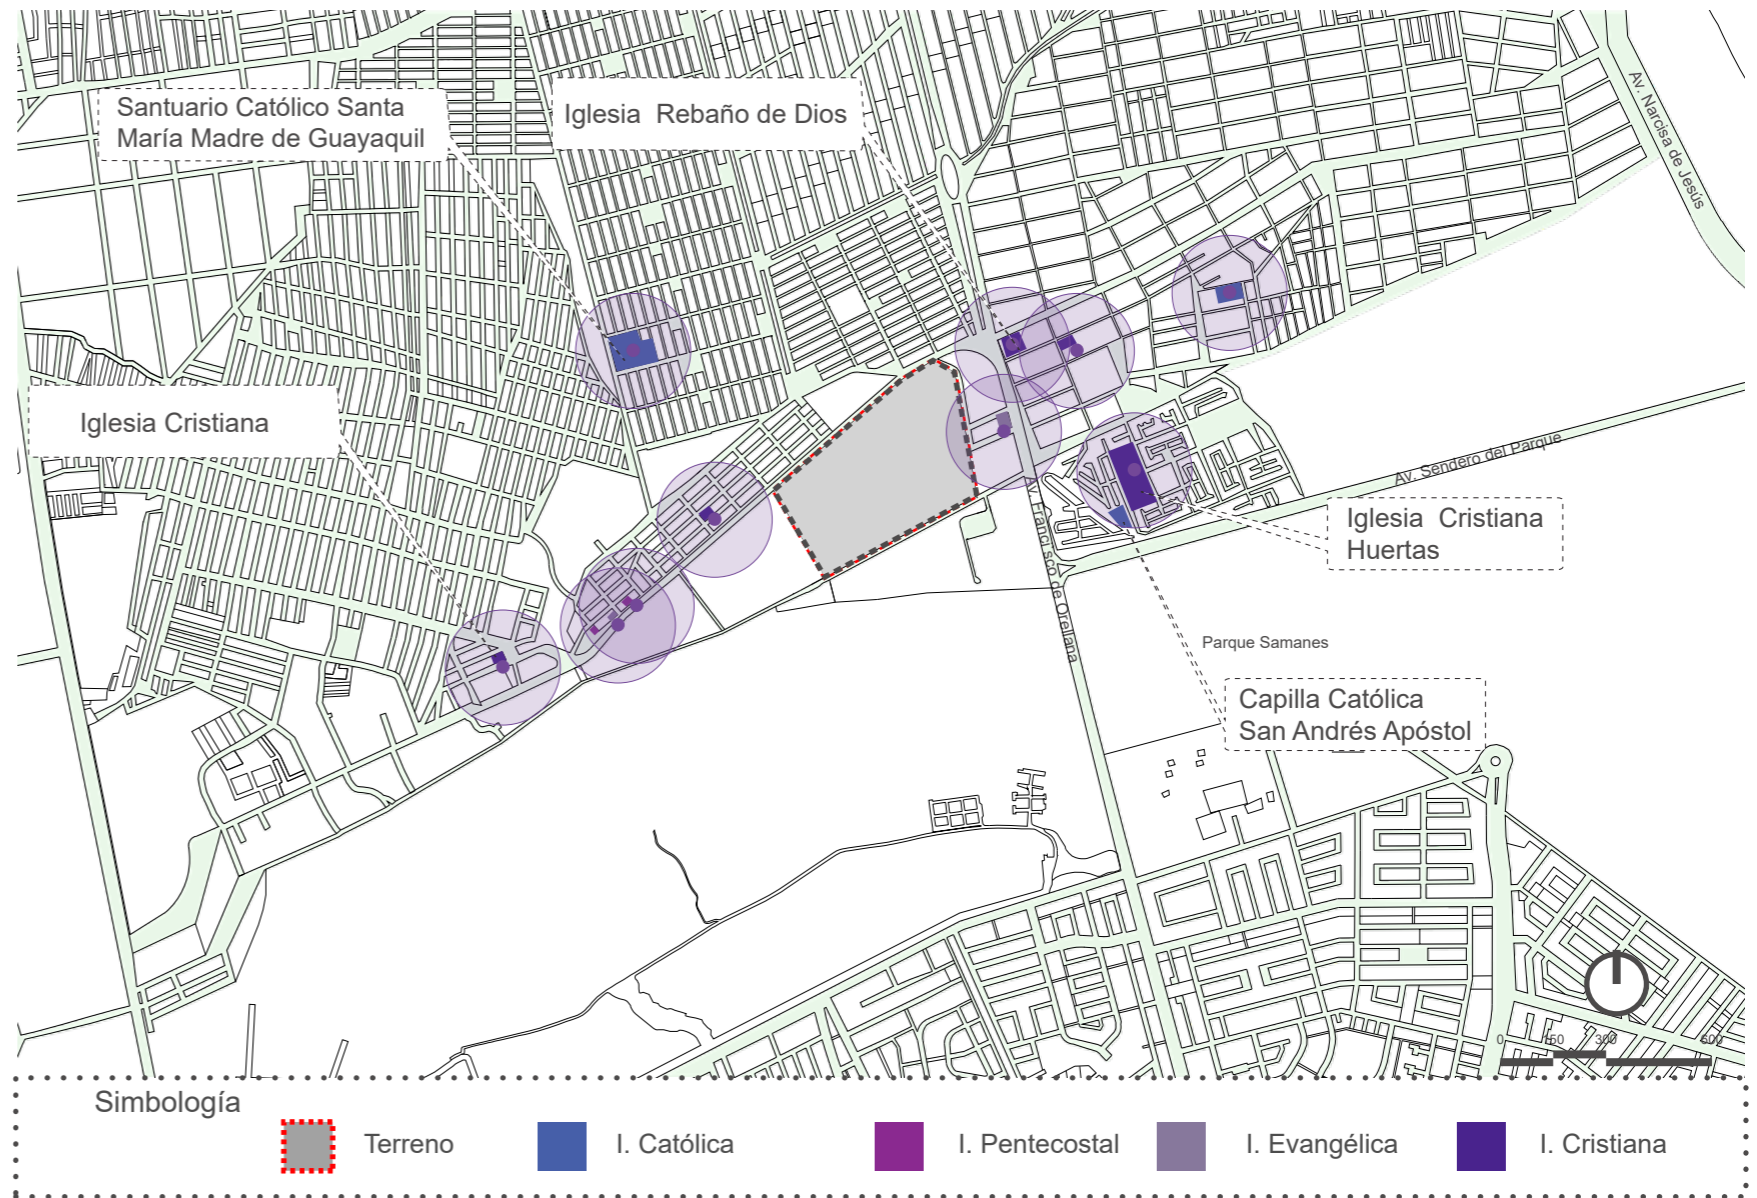 Santuario Católico Santa
María Madre de Guayaquil
Iglesia Rebaño de Dios
Av. Narcisa de Jesús
Iglesia Cristiana
Av. Sendero del Parque
Iglesia Cristiana
Huertas
Av. Francisco de Orellana
Parque Samanes
Capilla Católica
San Andrés Apóstol
0 150 300 600
Simbología
Terreno
I. Católica
I. Pentecostal
I. Evangélica
I. Cristiana